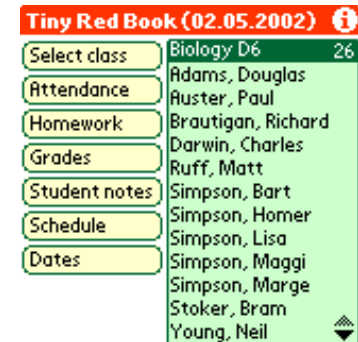 Tiny Red Book (02.05.2002) i
Select class
Attendance
Homework
Grades
Student notes
Schedule
Dates
Biology D6 26
Adams, Douglas
Auster, Paul
Brautigan, Richard
Darwin, Charles
Ruff, Matt
Simpson, Bart
Simpson, Homer
Simpson, Lisa
Simpson, Maggi
Simpson, Marge
Stoker, Bram
Young, Neil